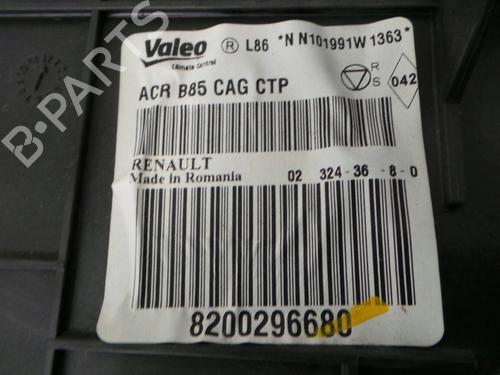 Valeo
Climate Control
® L86 *N N101991W 1363*
ACR B85 CAG CTP
R
S
042
RENAULT
Made in Romania
02 324-36-8-0
8200296680
B-PARTS